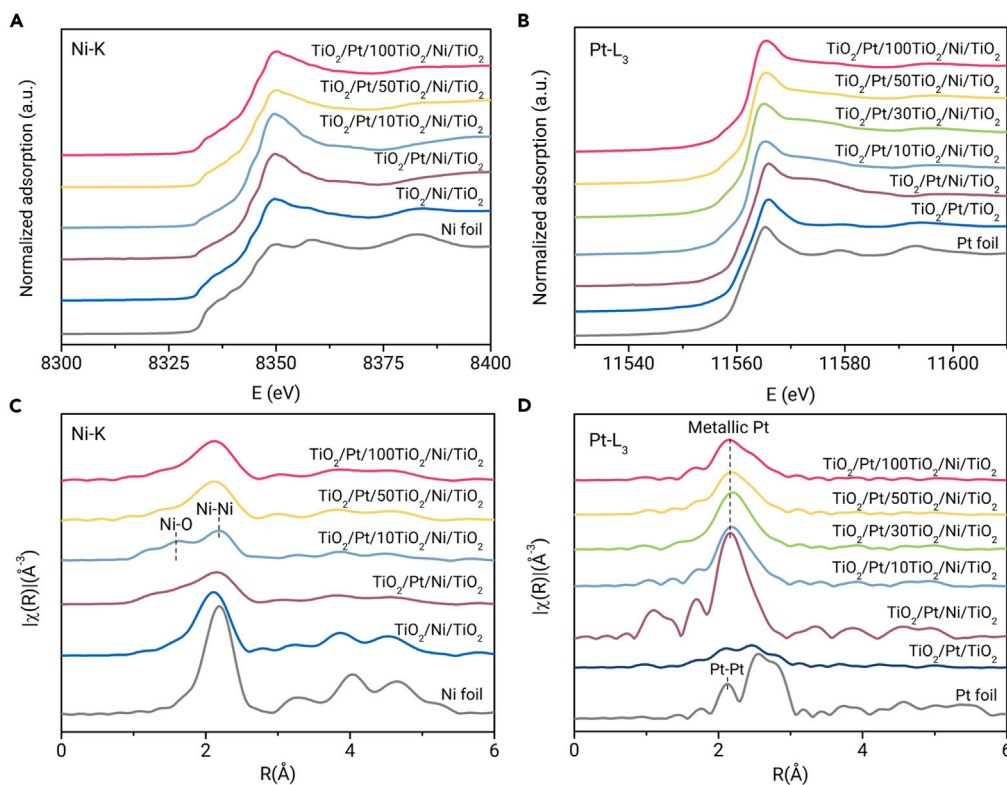 A
Ni-K
TiO₂/Pt/100TiO₂/Ni/TiO₂
TiO₂/Pt/50TiO₂/Ni/TiO₂
TiO₂/Pt/10TiO₂/Ni/TiO₂
TiO₂/Pt/Ni/TiO₂
TiO₂/Ni/TiO₂
Ni foil
Normalized adsorption (a.u.)
8300 8325 8350 8375 8400
E (eV)
B
Pt-L₃
TiO₂/Pt/100TiO₂/Ni/TiO₂
TiO₂/Pt/50TiO₂/Ni/TiO₂
TiO₂/Pt/30TiO₂/Ni/TiO₂
TiO₂/Pt/10TiO₂/Ni/TiO₂
TiO₂/Pt/Ni/TiO₂
TiO₂/Pt/TiO₂
Pt foil
Normalized adsorption (a.u.)
11540 11560 11580 11600
E (eV)
C
Ni-K
TiO₂/Pt/100TiO₂/Ni/TiO₂
TiO₂/Pt/50TiO₂/Ni/TiO₂
Ni-Ni
Ni-O
TiO₂/Pt/10TiO₂/Ni/TiO₂
TiO₂/Pt/Ni/TiO₂
TiO₂/Ni/TiO₂
Ni foil
|χ(R)|(Å⁻³)
0 2 4 6
R(Å)
D
Pt-L₃
Metallic Pt
TiO₂/Pt/100TiO₂/Ni/TiO₂
TiO₂/Pt/50TiO₂/Ni/TiO₂
TiO₂/Pt/30TiO₂/Ni/TiO₂
TiO₂/Pt/10TiO₂/Ni/TiO₂
TiO₂/Pt/Ni/TiO₂
TiO₂/Pt/TiO₂
Pt-Pt
Pt foil
|χ(R)|(Å⁻³)
0 2 4 6
R(Å)